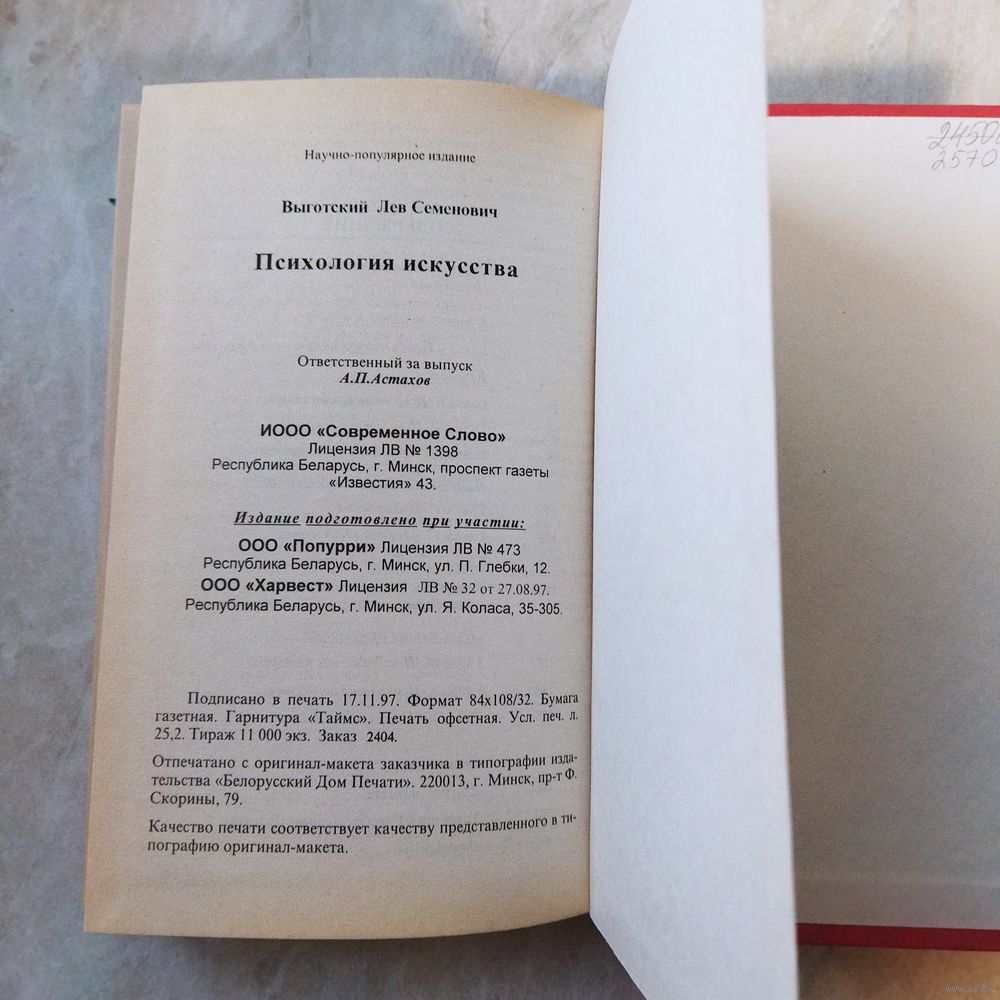 Научно-популярное издание
Выготский Лев Семенович
Психология искусства
Ответственный за выпуск
А.П.Астахов
ИООО «Современное Слово»
Лицензия ЛВ № 1398
Республика Беларусь, г. Минск, проспект газеты
«Известия» 43.
Издание подготовлено при участии:
ООО «Попурри» Лицензия ЛВ № 473
Республика Беларусь, г. Минск, ул. П. Глебки, 12.
ООО «Харвест» Лицензия ЛВ № 32 от 27.08.97.
Республика Беларусь, г. Минск, ул. Я. Коласа, 35-305.
Подписано в печать 17.11.97. Формат 84х108/32. Бумага
газетная. Гарнитура «Таймс». Печать офсетная. Усл. печ. л.
25,2. Тираж 11 000 экз. Заказ 2404.
Отпечатано с оригинал-макета заказчика в типографии изда-
тельства «Белорусский Дом Печати». 220013, г. Минск, пр-т Ф.
Скорины, 79.
Качество печати соответствует качеству представленного в ти-
пографию оригинал-макета.
2570